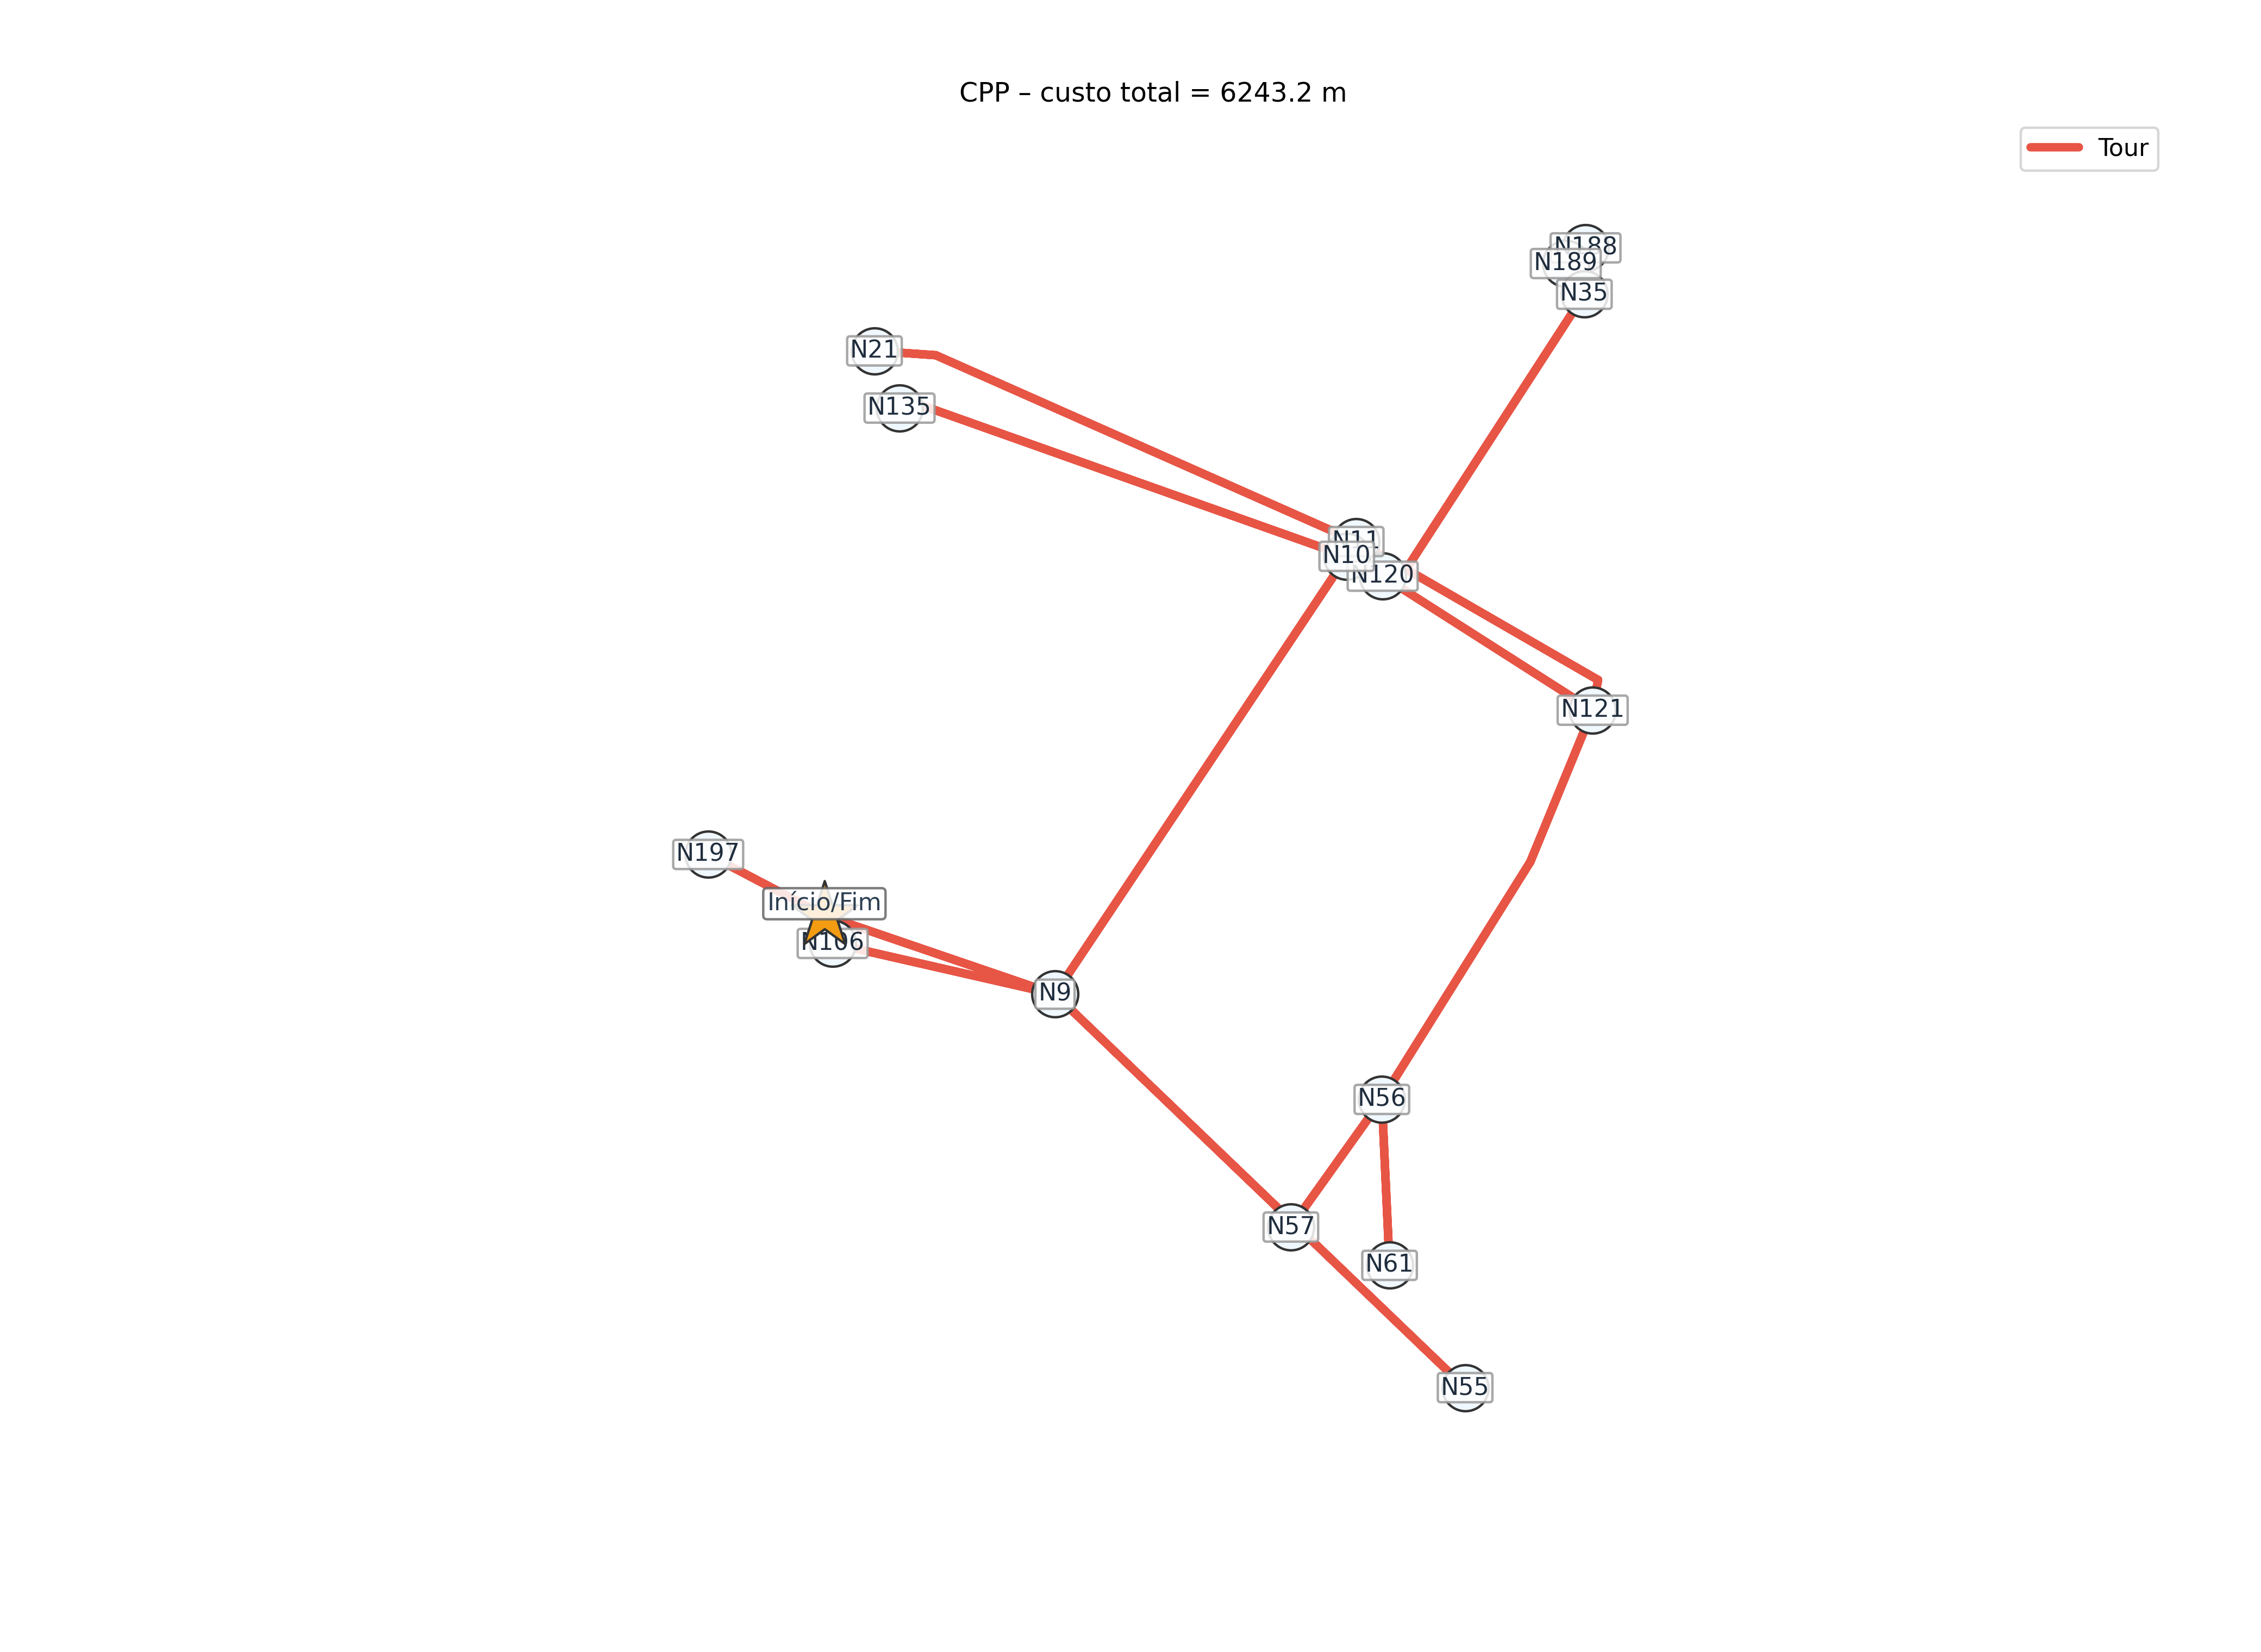 CPP – custo total = 6243.2 m
Tour
N188
N189
N35
N21
N135
N11
N10
N120
N121
N197
Início/Fim
N106
N9
N56
N57
N61
N55